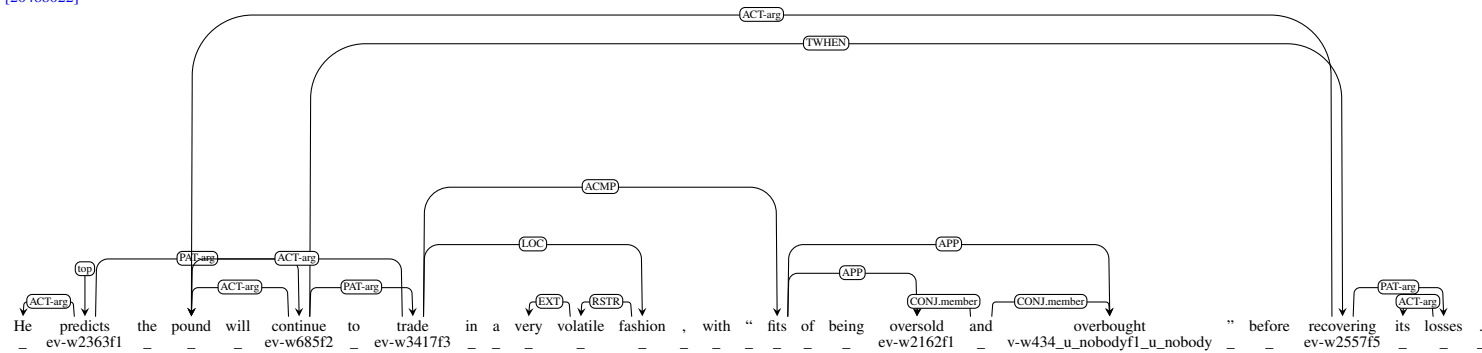 ACT-arg
TWHEN
ACMP
LOC
APP
PAT-arg ACT-arg
top
APP
ACT-arg PAT-arg PAT-arg
ACT-arg EXT RSTR CONJ.member CONJ.member ACT-arg
He predicts the pound will continue to trade in a very volatile fashion , with “ fits of being oversold and overbought ” before recovering its losses .
_ ev-w2363f1 _ _ _ ev-w685f2 _ ev-w3417f3 _ _ _ _ _ _ _ _ _ _ _ ev-w2162f1 _ v-w434_u_nobodyf1_u_nobody _ _ ev-w2557f5 _ _ _